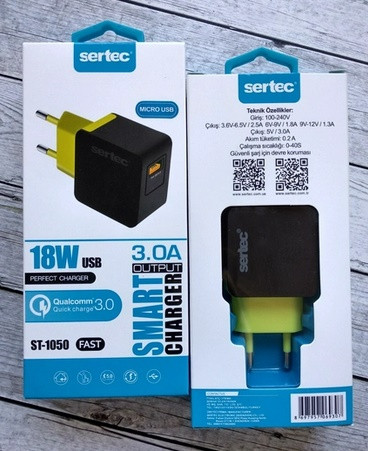 sertec
MICRO USB
sertec
18W USB
PERFECT CHARGER
Qualcomm
Quick charge 3.0
ST-1050 FAST
3.0A
OUTPUT
SMART
CHARGER
sertec
Teknik Özellikler:
Giriş: 100-240V
Çıkış: 3.6V-6.5V / 2.5A 6V-9V / 1.8A 9V-12V / 1.3A
Çıkış: 5V / 3.0A
Akım tüketimi: 0.2 A
Çalışma sıcaklığı: 0-40S
Güvenli şarj için devre koruması
www.sertec.com.ua
www.sertec.com.tr
sertec